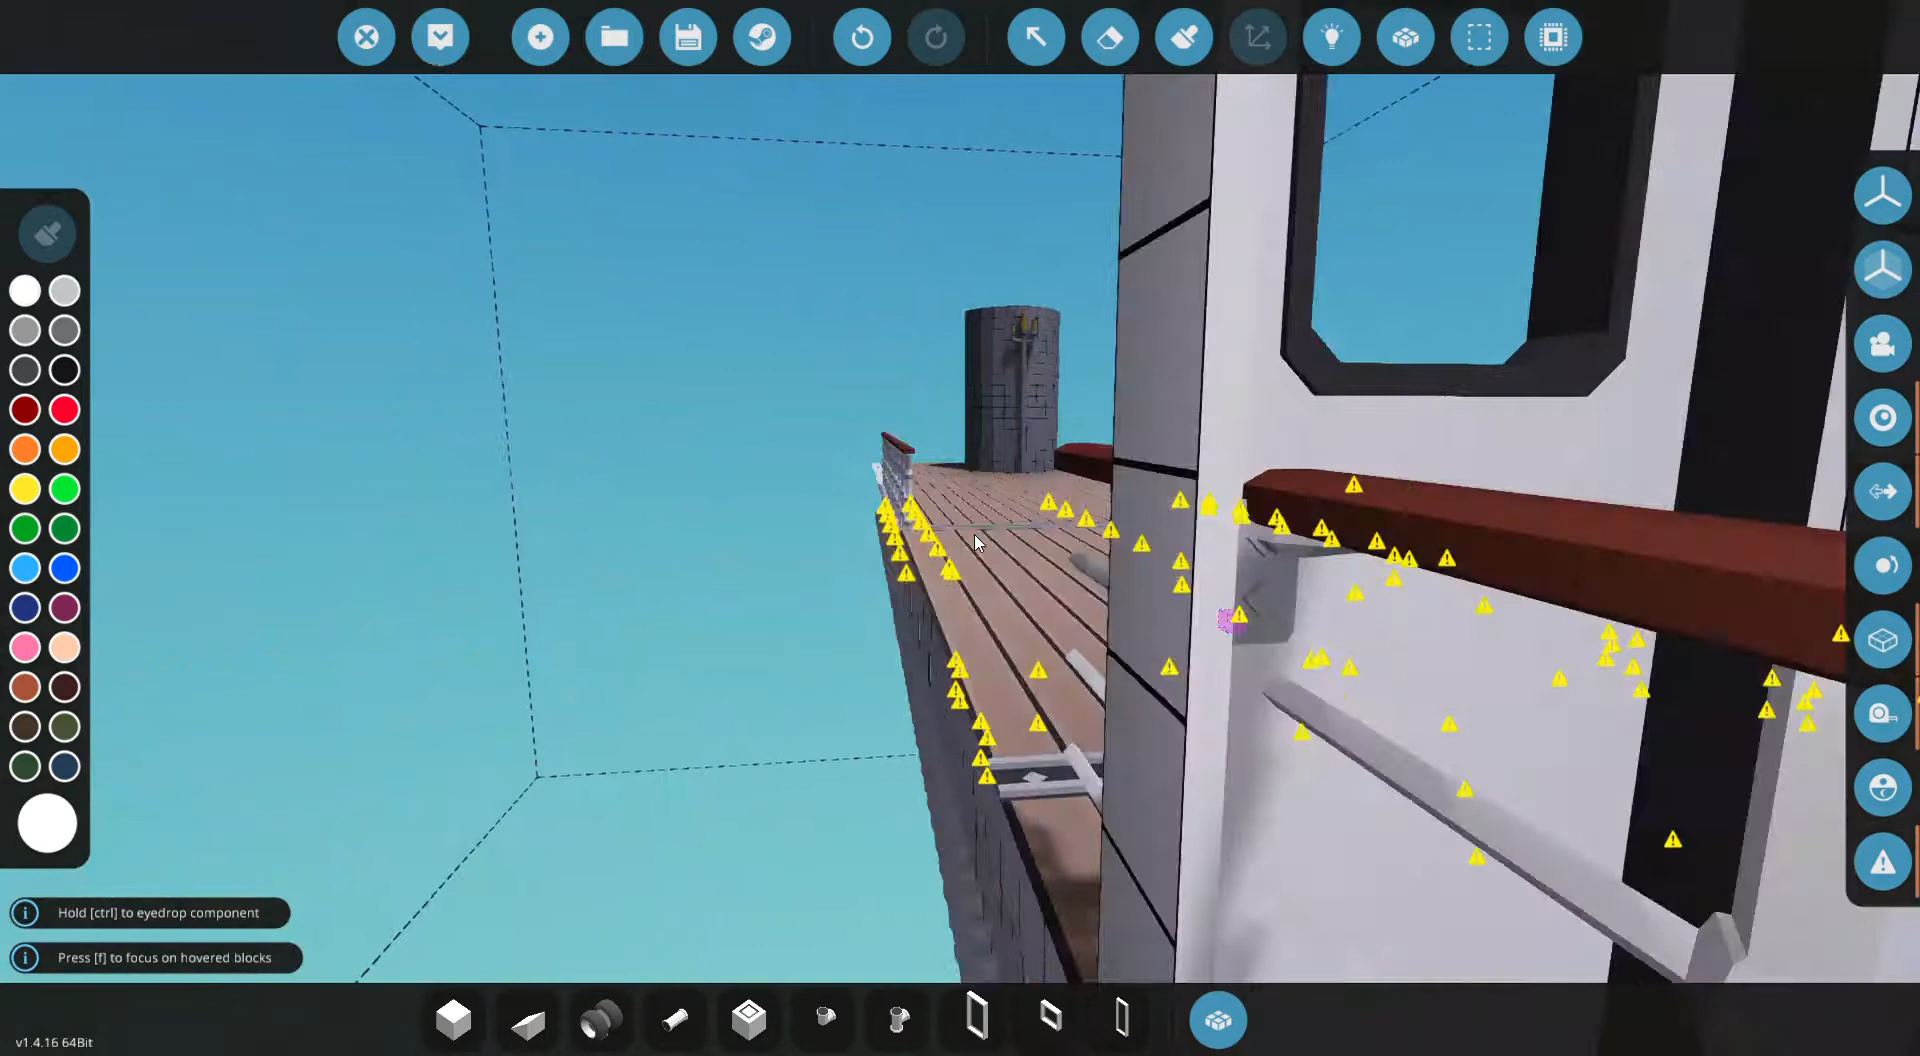 Hold [ctrl] to eyedrop component
Press [f] to focus on hovered blocks
v1.4.16 64Bit